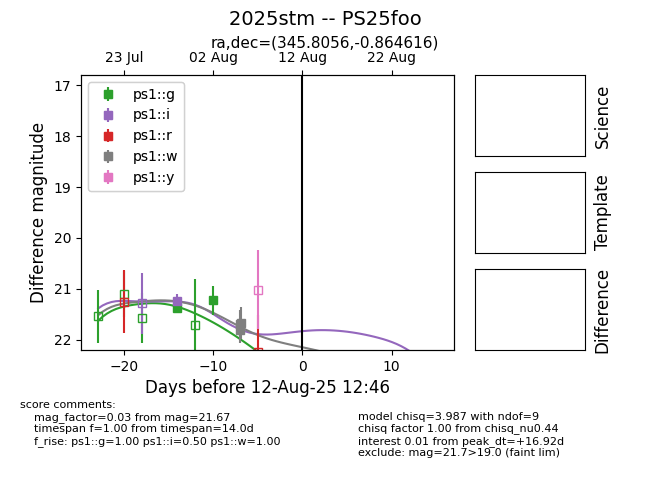 2025stm -- PS25foo
ra,dec=(345.8056,-0.864616)
23 Jul 02 Aug 12 Aug 22 Aug
17
18
19
20
21
22
Difference magnitude
ps1::g
ps1::i
ps1::r
ps1::w
ps1::y
−20 −10 0 10
Days before 12-Aug-25 12:46
Science
Template
Difference
score comments:
mag_factor=0.03 from mag=21.67
timespan f=1.00 from timespan=14.0d
f_rise: ps1::g=1.00 ps1::i=0.50 ps1::w=1.00
model chisq=3.987 with ndof=9
chisq factor 1.00 from chisq_nu0.44
interest 0.01 from peak_dt=+16.92d
exclude: mag=21.7>19.0 (faint lim)